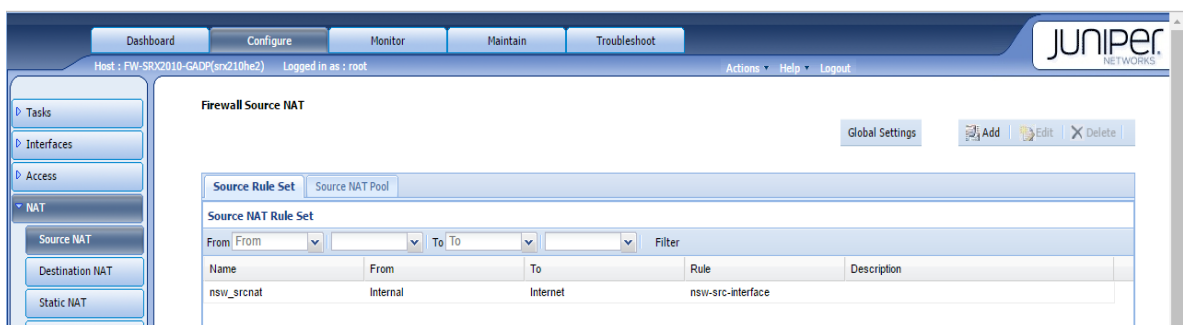 Dashboard Configure Monitor Maintain Troubleshoot
JUNIPER
NETWORKS
Host : FW-SRX2010-GADP(srx210he2) Logged in as : root Actions Help Logout
Tasks
Interfaces
Access
NAT
Source NAT
Destination NAT
Static NAT
Firewall Source NAT
Global Settings Add Edit Delete
Source Rule Set Source NAT Pool
Source NAT Rule Set
From From To To Filter
Name From To Rule Description
nsw_srcnat Internal Internet nsw-src-interface